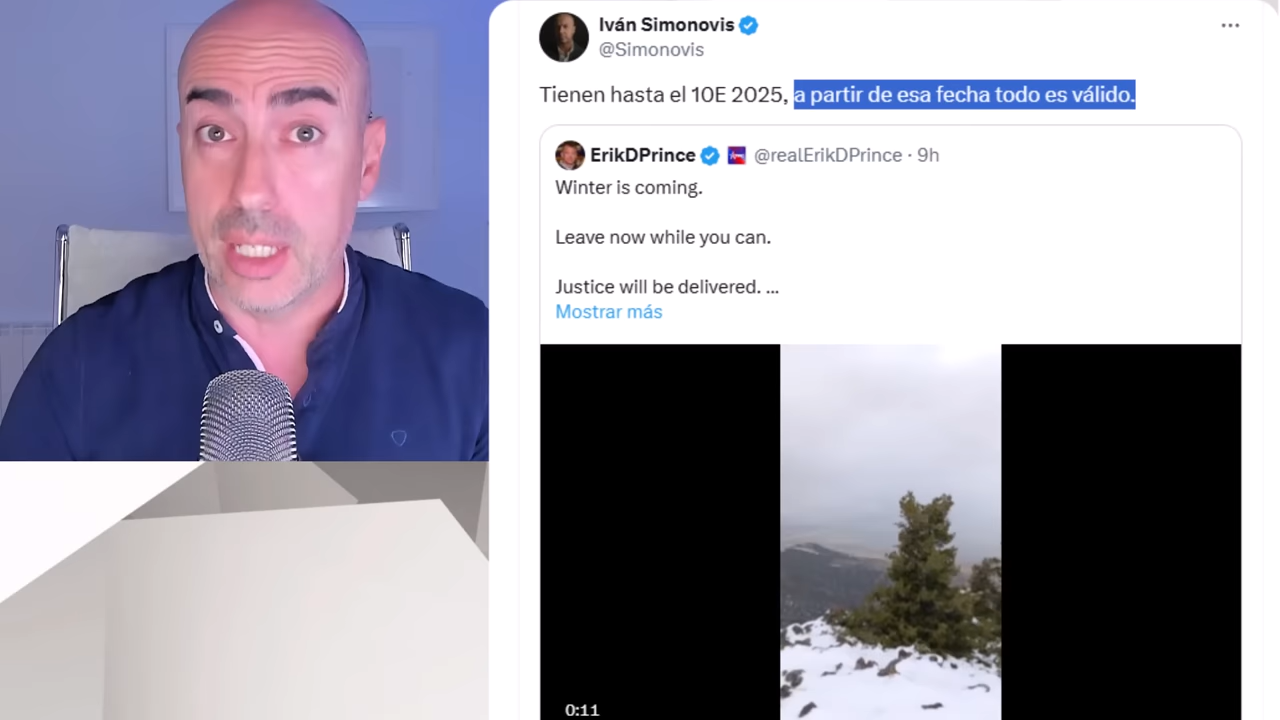 Iván Simonovis
@Simonovis
Tienen hasta el 10E 2025, a partir de esa fecha todo es válido.
ErikDPrince @realErikDPrince · 9h
Winter is coming.
Leave now while you can.
Justice will be delivered. ...
Mostrar más
0:11